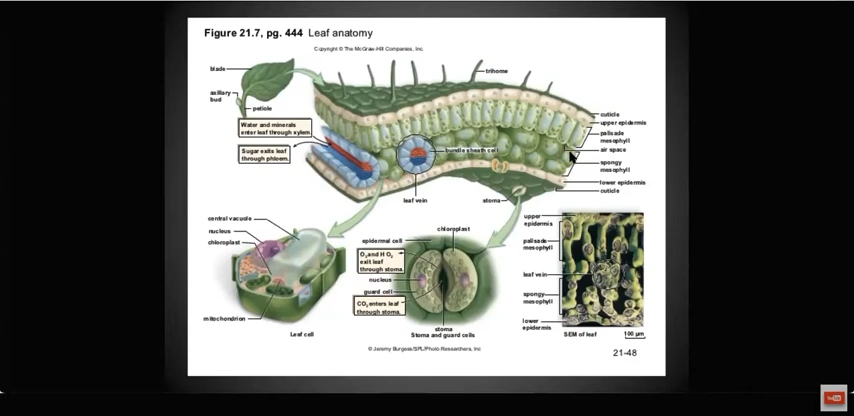 Figure 21.7, pg. 444 Leaf anatomy
Copyright © The McGraw-Hill Companies, Inc.
blade
axillary
bud
petiole
trihome
Water and minerals
enter leaf through xylem.
Sugar exits leaf
through phloem.
bundle sheath cell
leaf vein
stoma
cuticle
upper epidermis
palisade
mesophyll
air space
spongy
mesophyll
lower epidermis
cuticle
central vacuole
nucleus
chloroplast
mitochondrion
Leaf cell
chloroplast
epidermal cell
O2 and H O2
exit leaf
through stoma.
nucleus
guard cell
CO2 enters leaf
through stoma.
stoma
Stoma and guard cells
upper
epidermis
palisade
mesophyll
leaf vein
spongy
mesophyll
lower
epidermis
SEM of leaf
100 µm
© Jeremy Burgess/SPL/Photo Researchers, Inc
21-48